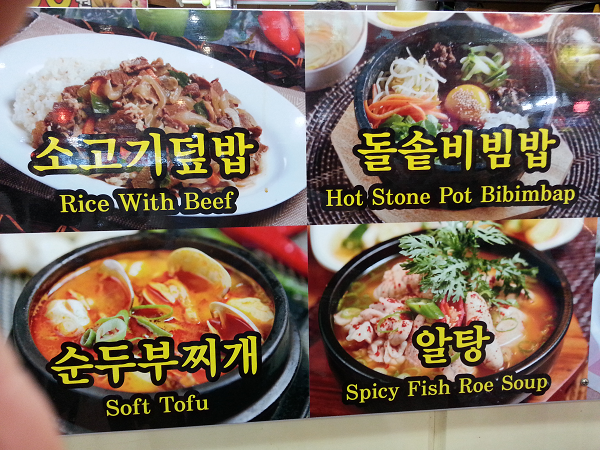 소고기덮밥
Rice With Beef
돌솥비빔밥
Hot Stone Pot Bibimbap
순두부찌개
Soft Tofu
알탕
Spicy Fish Roe Soup